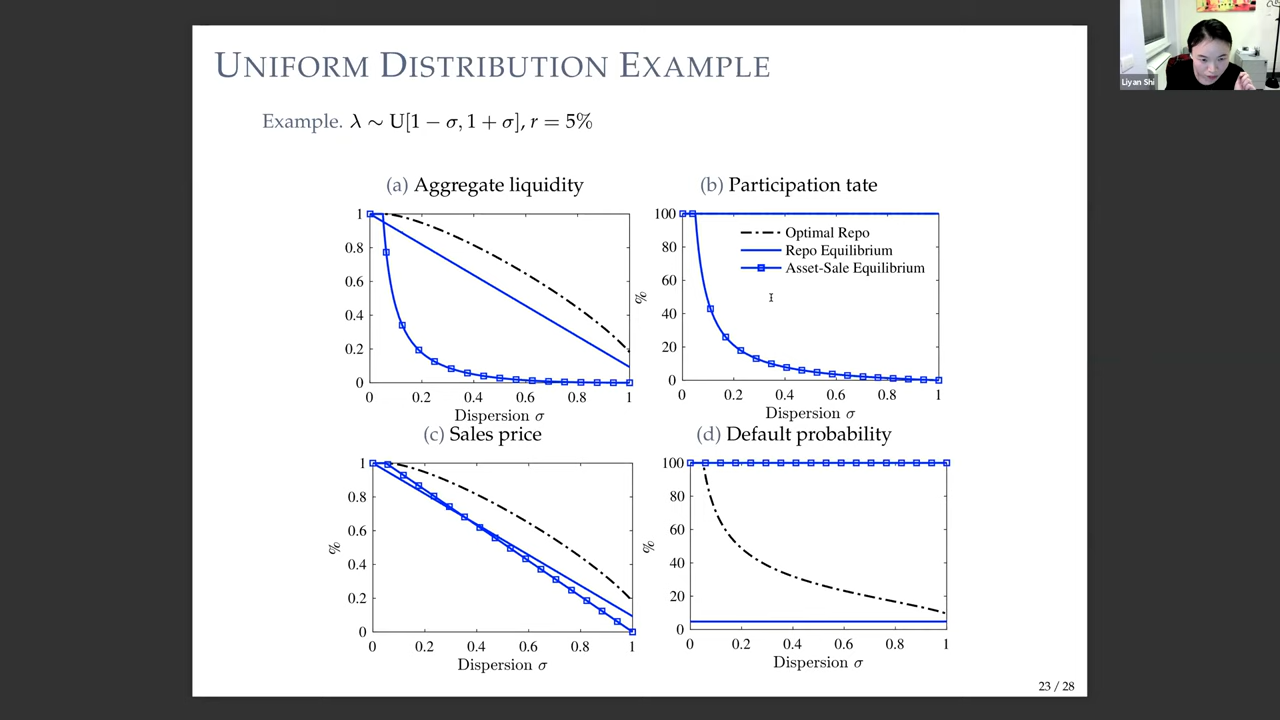 UNIFORM DISTRIBUTION EXAMPLE
Liyan Shi
Example. λ ∼ U[1 − σ, 1 + σ], r = 5%
(a) Aggregate liquidity
1
0.8
0.6
0.4
0.2
0
0 0.2 0.4 0.6 0.8 1
Dispersion σ
(b) Participation tate
100
80
60
40
20
0
%
Optimal Repo
Repo Equilibrium
Asset-Sale Equilibrium
0 0.2 0.4 0.6 0.8 1
Dispersion σ
(c) Sales price
1
0.8
0.6
0.4
0.2
0
%
0 0.2 0.4 0.6 0.8 1
Dispersion σ
(d) Default probability
100
80
60
40
20
0
%
0 0.2 0.4 0.6 0.8 1
Dispersion σ
23 / 28